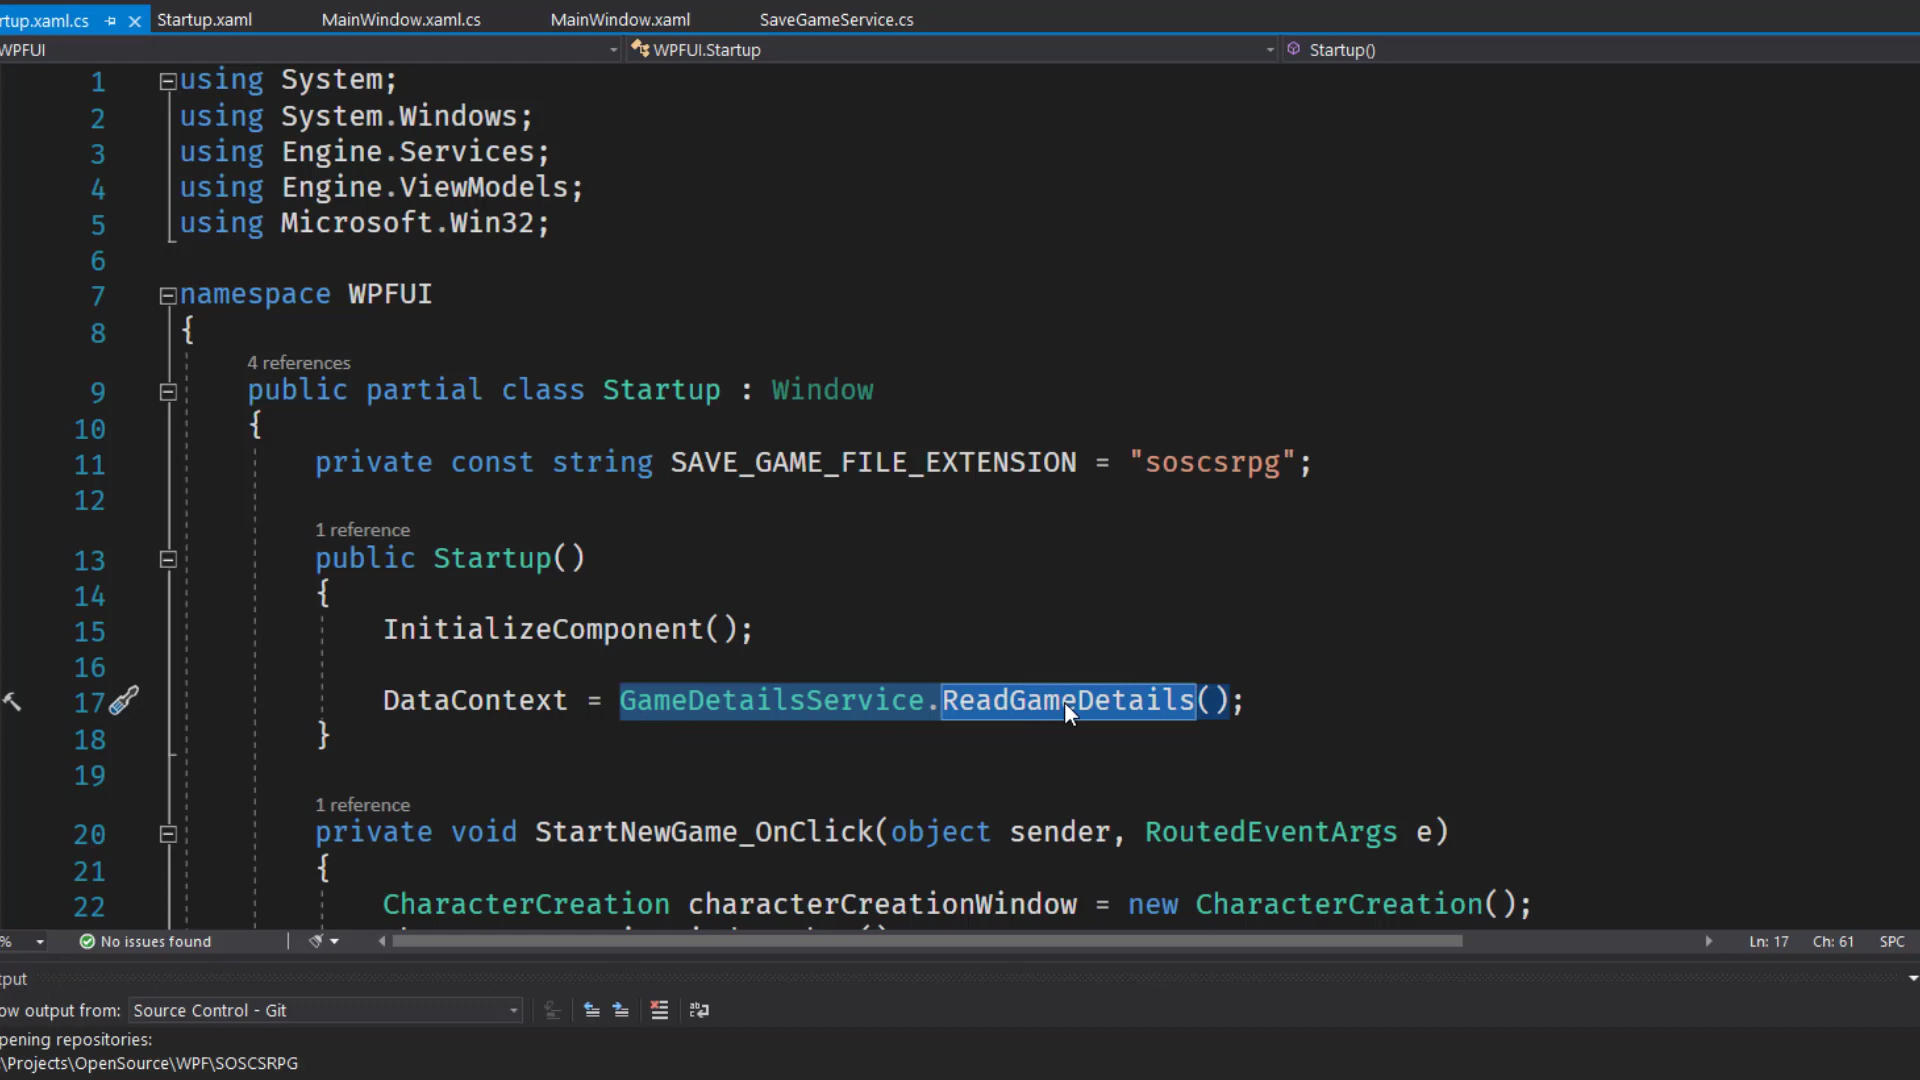 rtup.xaml.cs Startup.xaml MainWindow.xaml.cs MainWindow.xaml SaveGameService.cs
WPFUI WPFUI.Startup Startup()
1 using System;
2 using System.Windows;
3 using Engine.Services;
4 using Engine.ViewModels;
5 using Microsoft.Win32;
6
7 namespace WPFUI
8 {
4 references
9 public partial class Startup : Window
10 {
11 private const string SAVE_GAME_FILE_EXTENSION = "soscsrpg";
12
1 reference
13 public Startup()
14 {
15 InitializeComponent();
16
17 DataContext = GameDetailsService.ReadGameDetails();
18 }
19
1 reference
20 private void StartNewGame_OnClick(object sender, RoutedEventArgs e)
21 {
22 CharacterCreation characterCreationWindow = new CharacterCreation();
% No issues found Ln: 17 Ch: 61 SPC
tput
ow output from: Source Control - Git
pening repositories:
\Projects\OpenSource\WPF\SOSCSRPG